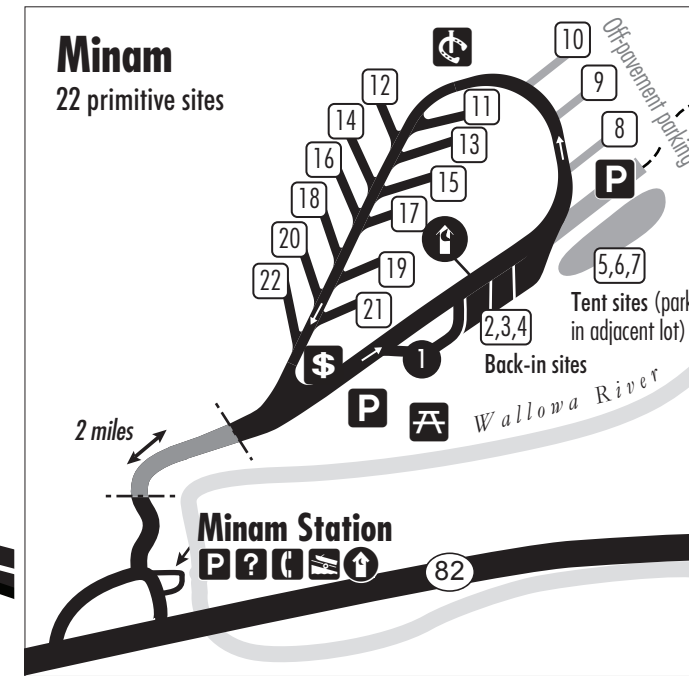 Minam
22 primitive sites
10
Off-pavement parking
12
11
9
14
13
8
16
15
P
18
17
20
19
5,6,7
22
21
Tent sites (park
in adjacent lot)
2,3,4
$
1
Back-in sites
P
Wallowa River
2 miles
Minam Station
P ?
82